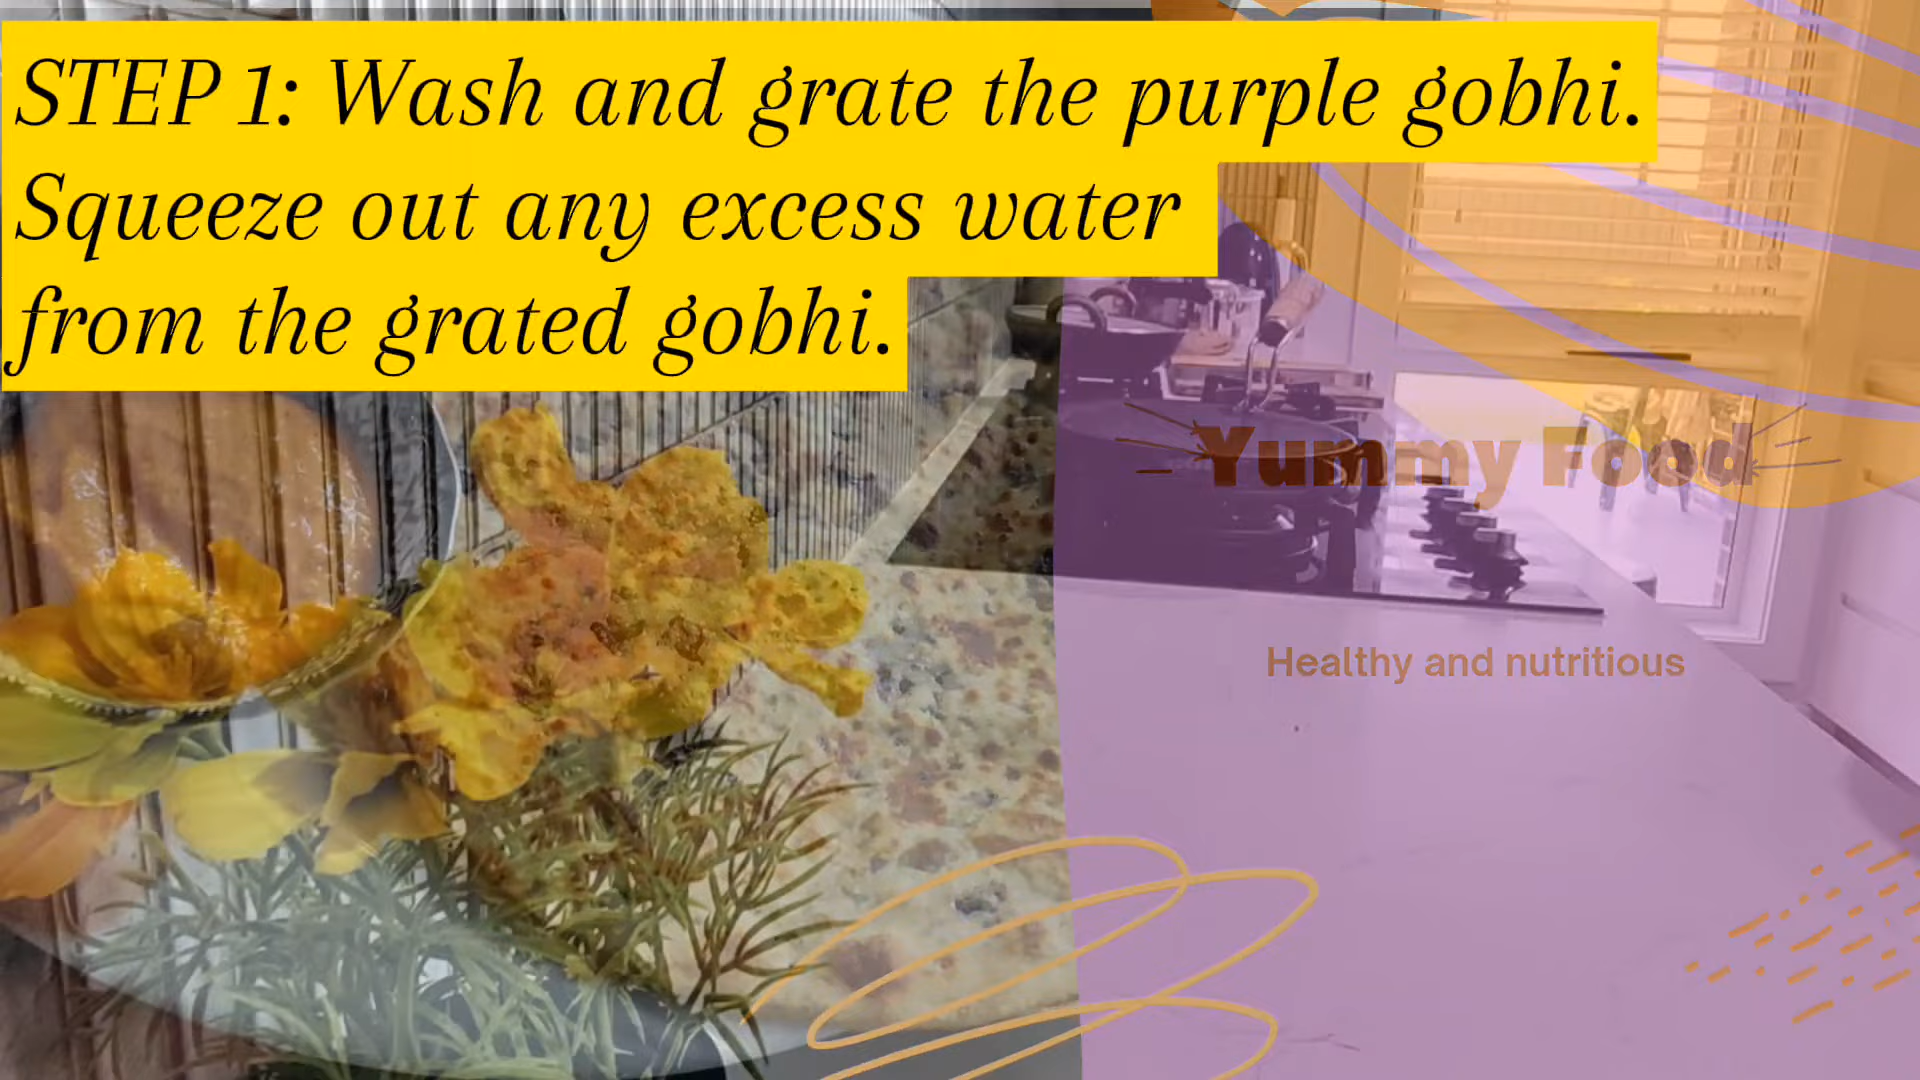 STEP 1: Wash and grate the purple gobhi.
Squeeze out any excess water
from the grated gobhi.
Yummy Food
Healthy and nutritious